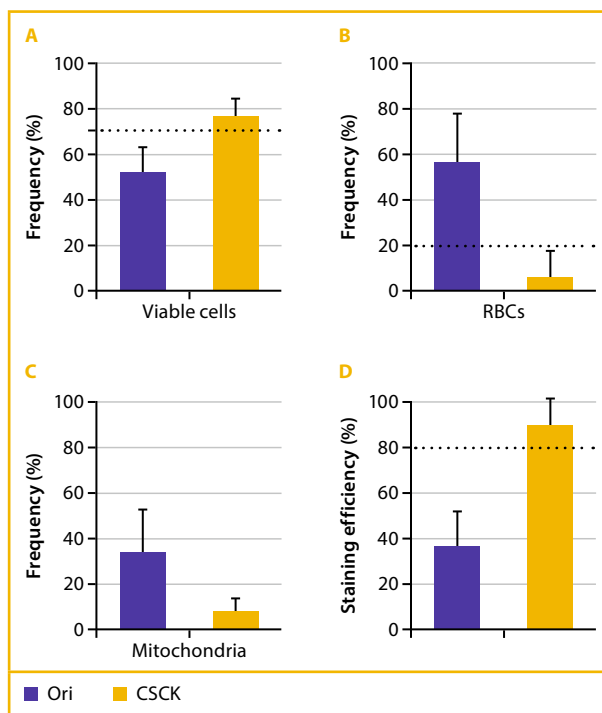 A
Frequency (%)
100
80
60
40
20
0
Viable cells
B
Frequency (%)
100
80
60
40
20
0
RBCs
C
Frequency (%)
100
80
60
40
20
0
Mitochondria
D
Staining efficiency (%)
100
80
60
40
20
0
Ori CSCK